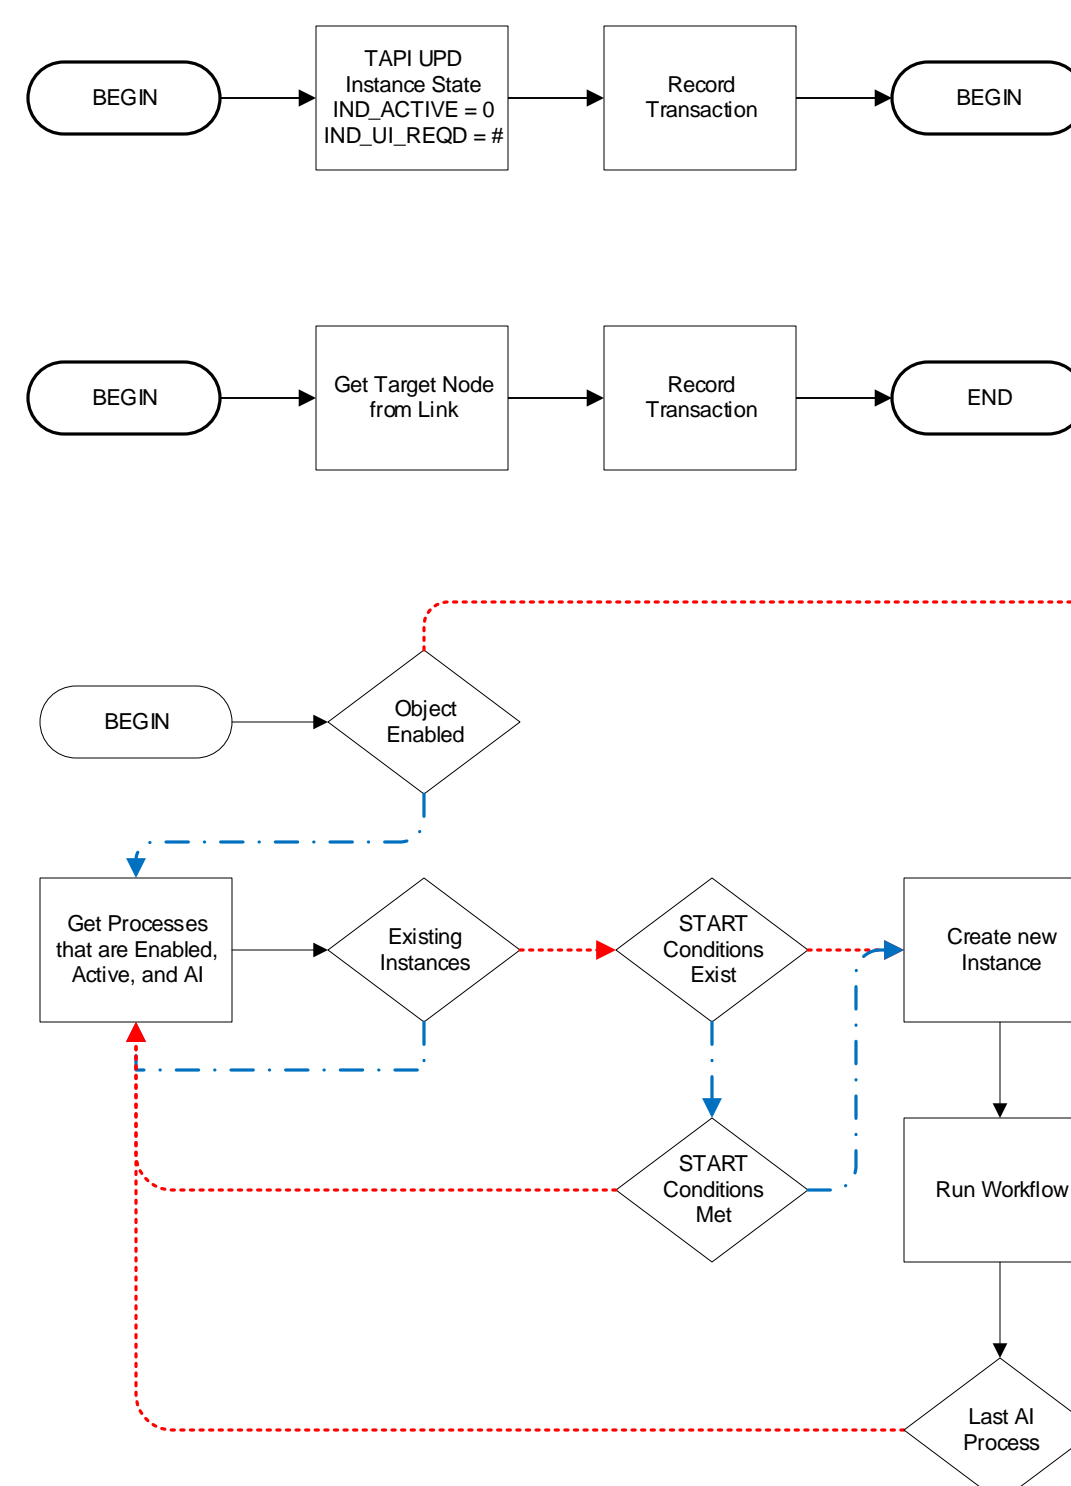 BEGIN
TAPI UPD
Instance State
IND_ACTIVE = 0
IND_UI_REQD = #
Record
Transaction
BEGIN
BEGIN
Get Target Node
from Link
Record
Transaction
END
BEGIN
Object
Enabled
Get Processes
that are Enabled,
Active, and AI
Existing
Instances
START
Conditions
Exist
Create new
Instance
START
Conditions
Met
Run Workflow
Last AI
Process